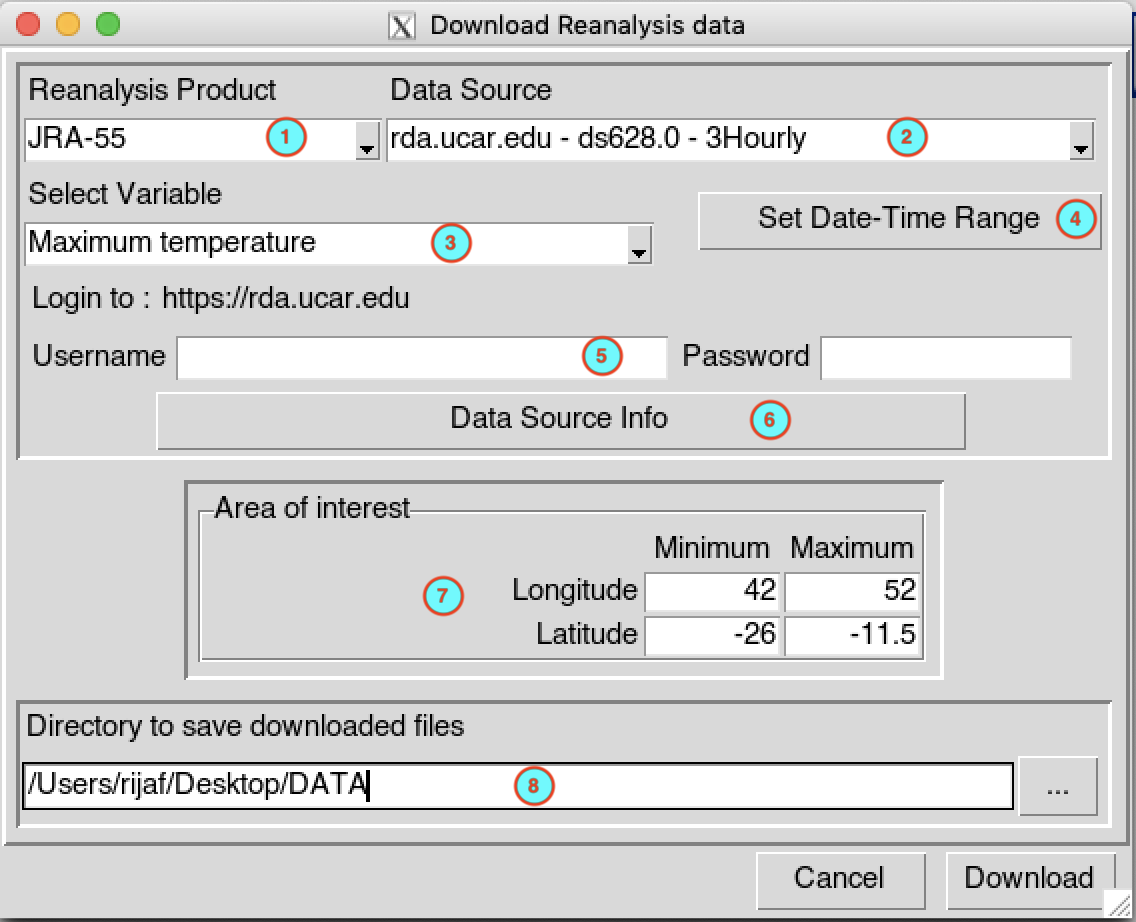 Download Reanalysis data
Reanalysis Product Data Source
JRA-55 1 rda.ucar.edu - ds628.0 - 3Hourly 2
Select Variable
Set Date-Time Range 4
Maximum temperature 3
Login to : https://rda.ucar.edu
Username 5 Password
Data Source Info 6
Area of interest
Minimum Maximum
7 Longitude 42 52
Latitude -26 -11.5
Directory to save downloaded files
/Users/rijaf/Desktop/DATA 8 ...
Cancel Download